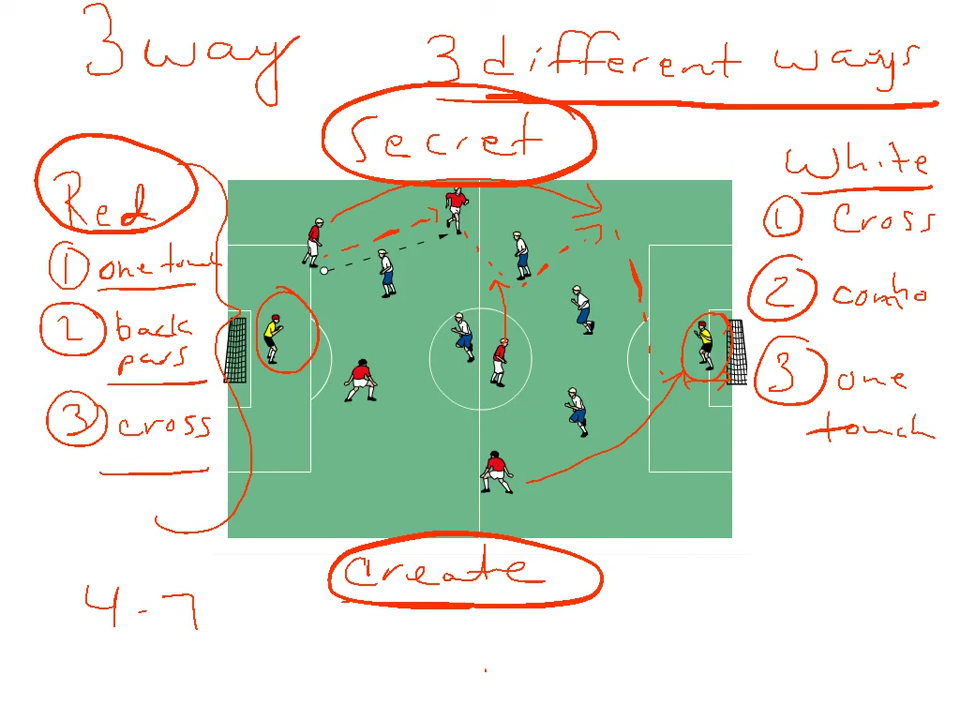 3 way
3 different ways
Secret
Red
1 one touch
2 back
pass
3 cross
White
1 Cross
2 combo
3 one
touch
Create
4-7